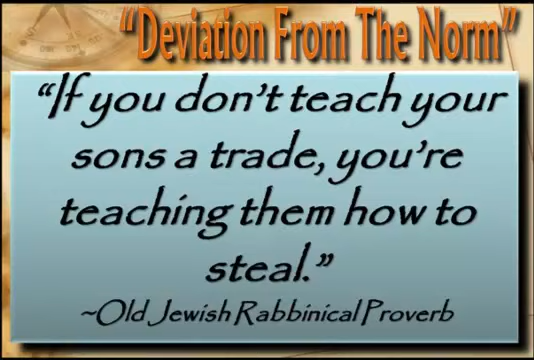 “Deviation From The Norm”
“If you don’t teach your
sons a trade, you’re
teaching them how to
steal.”
~Old Jewish Rabbinical Proverb